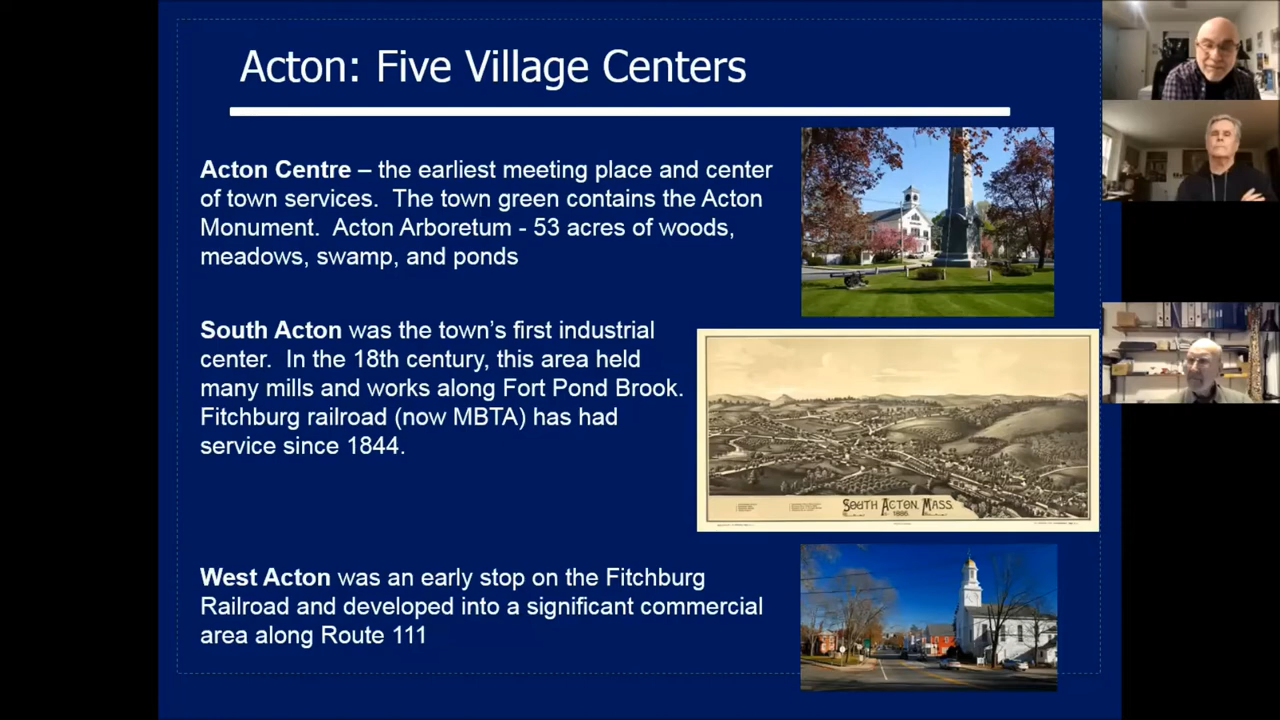 Acton: Five Village Centers
Acton Centre – the earliest meeting place and center
of town services. The town green contains the Acton
Monument. Acton Arboretum - 53 acres of woods,
meadows, swamp, and ponds
South Acton was the town’s first industrial
center. In the 18th century, this area held
many mills and works along Fort Pond Brook.
Fitchburg railroad (now MBTA) has had
service since 1844.
SOUTH ACTON, MASS.
1886
West Acton was an early stop on the Fitchburg
Railroad and developed into a significant commercial
area along Route 111